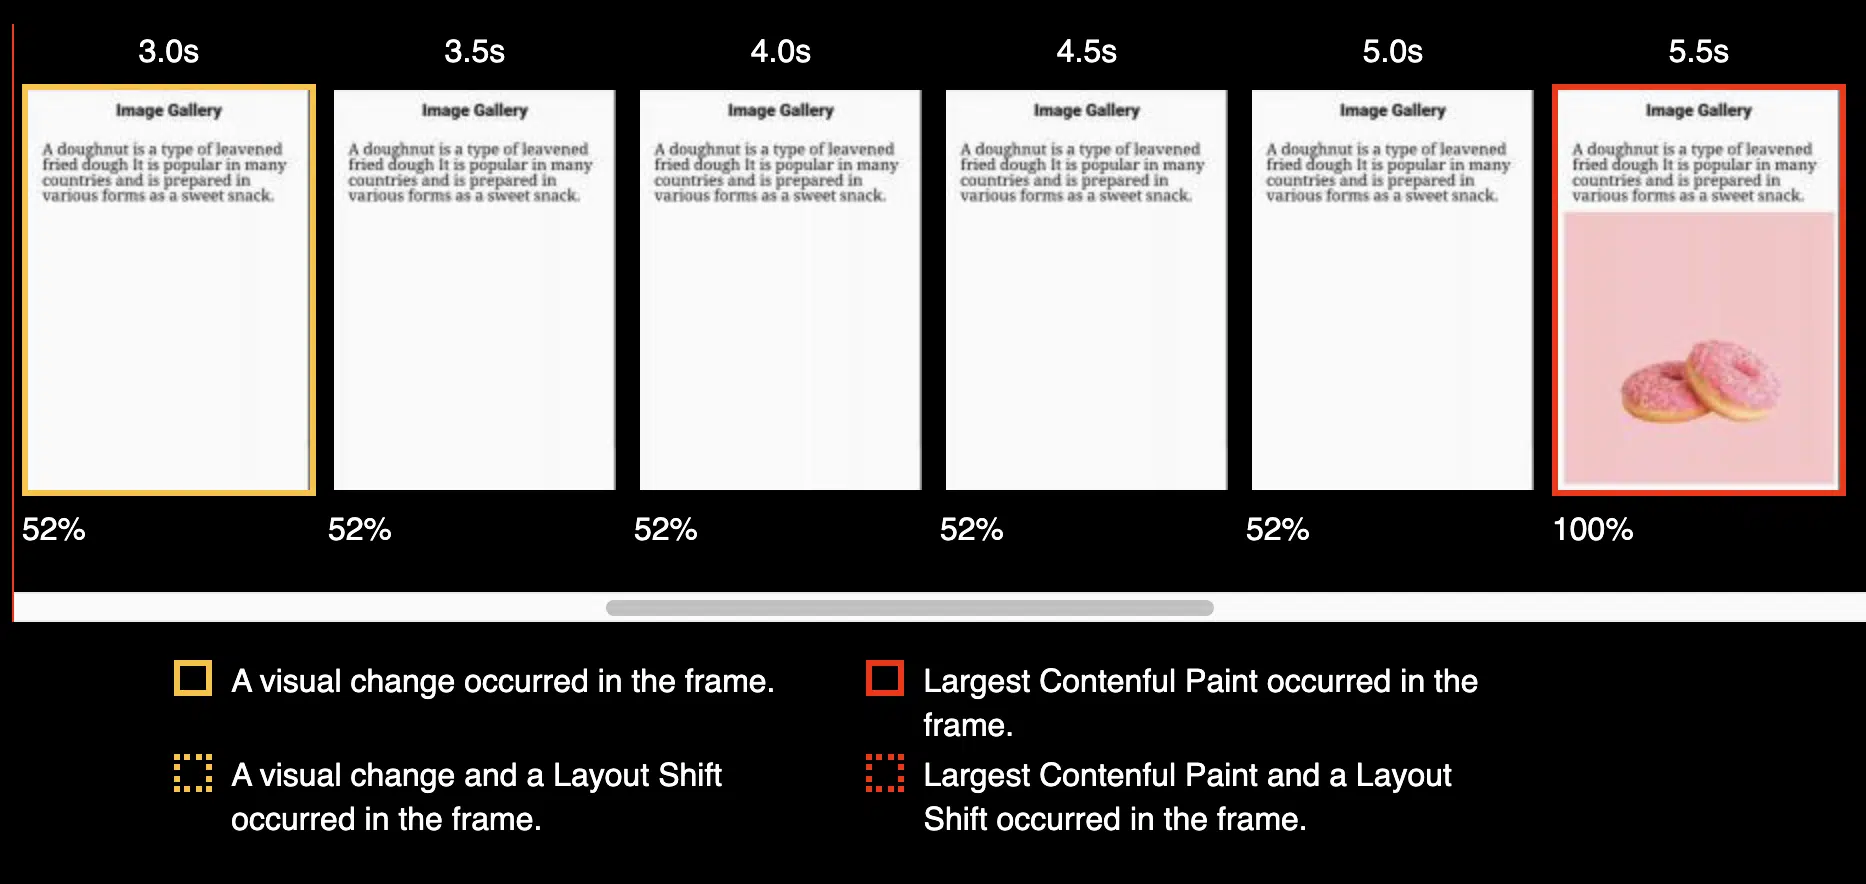 3.0s
3.5s
4.0s
4.5s
5.0s
5.5s
Image Gallery
A doughnut is a type of leavened
fried dough It is popular in many
countries and is prepared in
various forms as a sweet snack.
Image Gallery
A doughnut is a type of leavened
fried dough It is popular in many
countries and is prepared in
various forms as a sweet snack.
Image Gallery
A doughnut is a type of leavened
fried dough It is popular in many
countries and is prepared in
various forms as a sweet snack.
Image Gallery
A doughnut is a type of leavened
fried dough It is popular in many
countries and is prepared in
various forms as a sweet snack.
Image Gallery
A doughnut is a type of leavened
fried dough It is popular in many
countries and is prepared in
various forms as a sweet snack.
Image Gallery
A doughnut is a type of leavened
fried dough It is popular in many
countries and is prepared in
various forms as a sweet snack.
52%
52%
52%
52%
52%
100%
A visual change occurred in the frame.
Largest Contenful Paint occurred in the
frame.
A visual change and a Layout Shift
occurred in the frame.
Largest Contenful Paint and a Layout
Shift occurred in the frame.